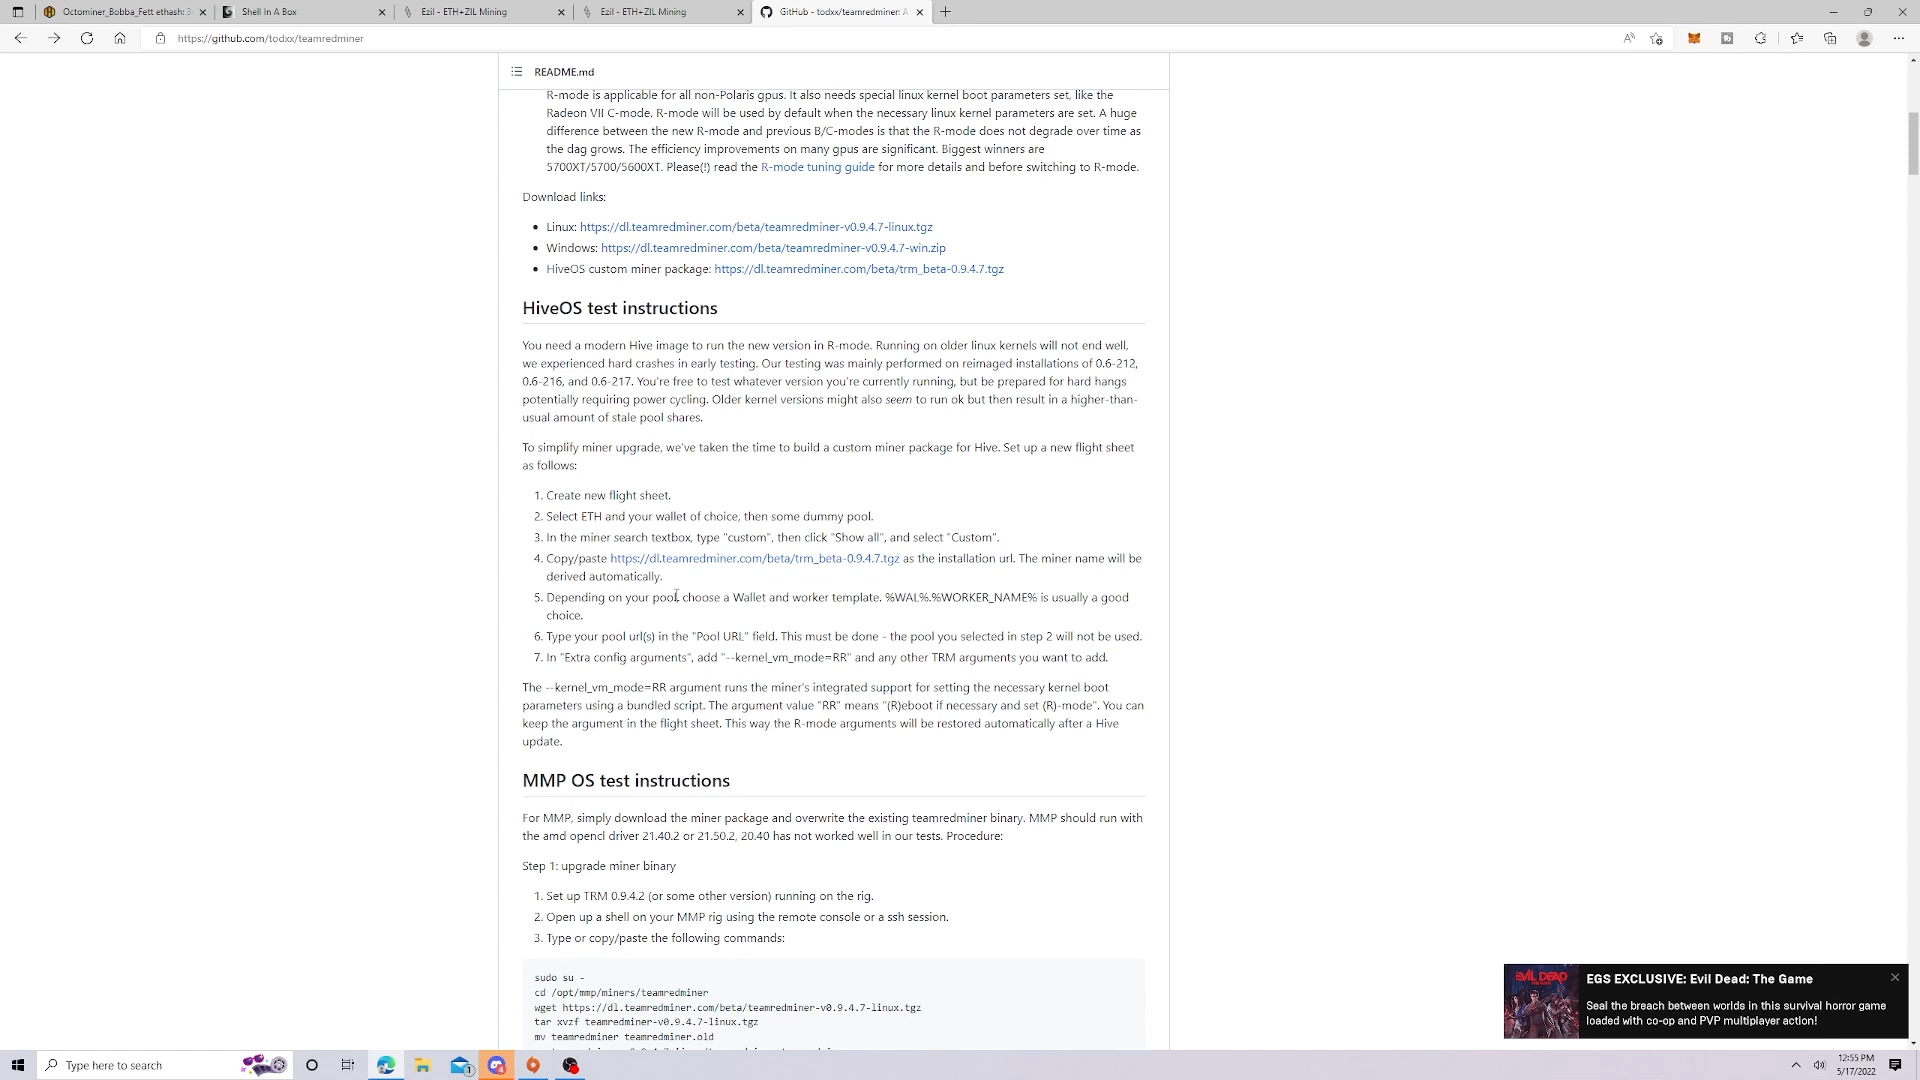 Octominer_Bobba_Fett ethash: 3
Shell In A Box
Ezil - ETH+ZIL Mining
Ezil - ETH+ZIL Mining
GitHub - todxx/teamredminer: A
https://github.com/todxx/teamredminer
README.md
R-mode is applicable for all non-Polaris gpus. It also needs special linux kernel boot parameters set, like the
Radeon VII C-mode. R-mode will be used by default when the necessary linux kernel parameters are set. A huge
difference between the new R-mode and previous B/C-modes is that the R-mode does not degrade over time as
the dag grows. The efficiency improvements on many gpus are significant. Biggest winners are
5700XT/5700/5600XT. Please(!) read the R-mode tuning guide for more details and before switching to R-mode.
Download links:
• Linux: https://dl.teamredminer.com/beta/teamredminer-v0.9.4.7-linux.tgz
• Windows: https://dl.teamredminer.com/beta/teamredminer-v0.9.4.7-win.zip
• HiveOS custom miner package: https://dl.teamredminer.com/beta/trm_beta-0.9.4.7.tgz
HiveOS test instructions
You need a modern Hive image to run the new version in R-mode. Running on older linux kernels will not end well,
we experienced hard crashes in early testing. Our testing was mainly performed on reimaged installations of 0.6-212,
0.6-216, and 0.6-217. You're free to test whatever version you're currently running, but be prepared for hard hangs
potentially requiring power cycling. Older kernel versions might also seem to run ok but then result in a higher-than-
usual amount of stale pool shares.
To simplify miner upgrade, we've taken the time to build a custom miner package for Hive. Set up a new flight sheet
as follows:
1. Create new flight sheet.
2. Select ETH and your wallet of choice, then some dummy pool.
3. In the miner search textbox, type "custom", then click "Show all", and select "Custom".
4. Copy/paste https://dl.teamredminer.com/beta/trm_beta-0.9.4.7.tgz as the installation url. The miner name will be
derived automatically.
5. Depending on your pool, choose a Wallet and worker template. %WAL%.%WORKER_NAME% is usually a good
choice.
6. Type your pool url(s) in the "Pool URL" field. This must be done - the pool you selected in step 2 will not be used.
7. In "Extra config arguments", add "--kernel_vm_mode=RR" and any other TRM arguments you want to add.
The --kernel_vm_mode=RR argument runs the miner's integrated support for setting the necessary kernel boot
parameters using a bundled script. The argument value "RR" means "(R)eboot if necessary and set (R)-mode". You can
keep the argument in the flight sheet. This way the R-mode arguments will be restored automatically after a Hive
update.
MMP OS test instructions
For MMP, simply download the miner package and overwrite the existing teamredminer binary. MMP should run with
the amd opencl driver 21.40.2 or 21.50.2, 20.40 has not worked well in our tests. Procedure:
Step 1: upgrade miner binary
1. Set up TRM 0.9.4.2 (or some other version) running on the rig.
2. Open up a shell on your MMP rig using the remote console or a ssh session.
3. Type or copy/paste the following commands:
sudo su -
cd /opt/mmp/miners/teamredminer
wget https://dl.teamredminer.com/beta/teamredminer-v0.9.4.7-linux.tgz
tar xvzf teamredminer-v0.9.4.7-linux.tgz
mv teamredminer teamredminer.old
EVIL DEAD
EGS EXCLUSIVE: Evil Dead: The Game
Seal the breach between worlds in this survival horror game
loaded with co-op and PVP multiplayer action!
Type here to search
1
12:55 PM
5/17/2022